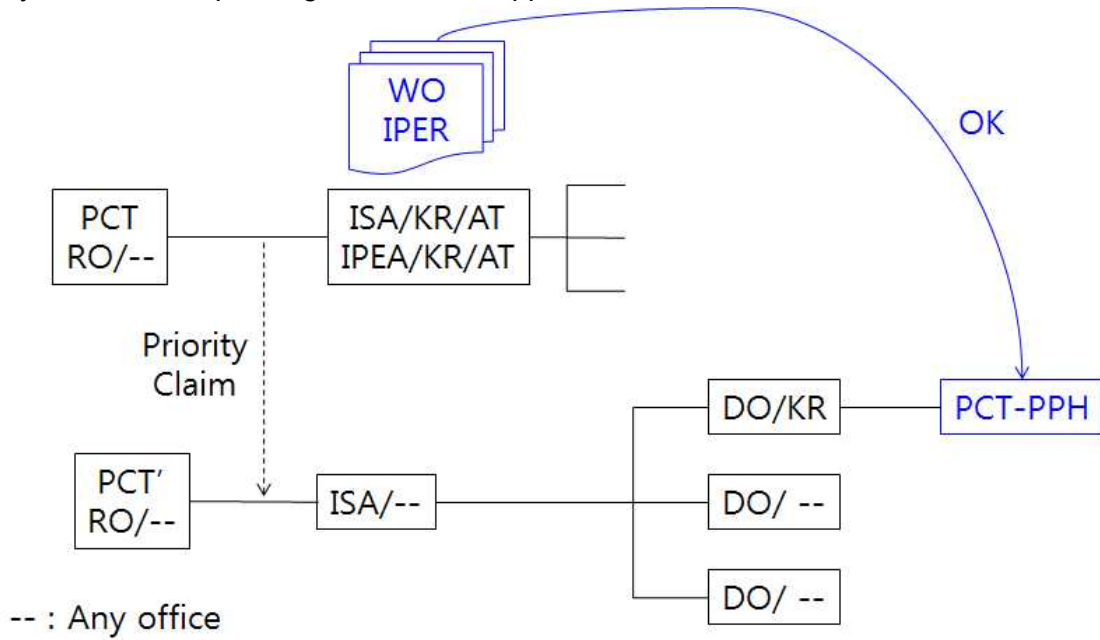 WO
IPER
OK
PCT
RO/--
ISA/KR/AT
IPEA/KR/AT
Priority
Claim
DO/KR
PCT-PPH
PCT’
RO/--
ISA/--
DO/ --
DO/ --
-- : Any office